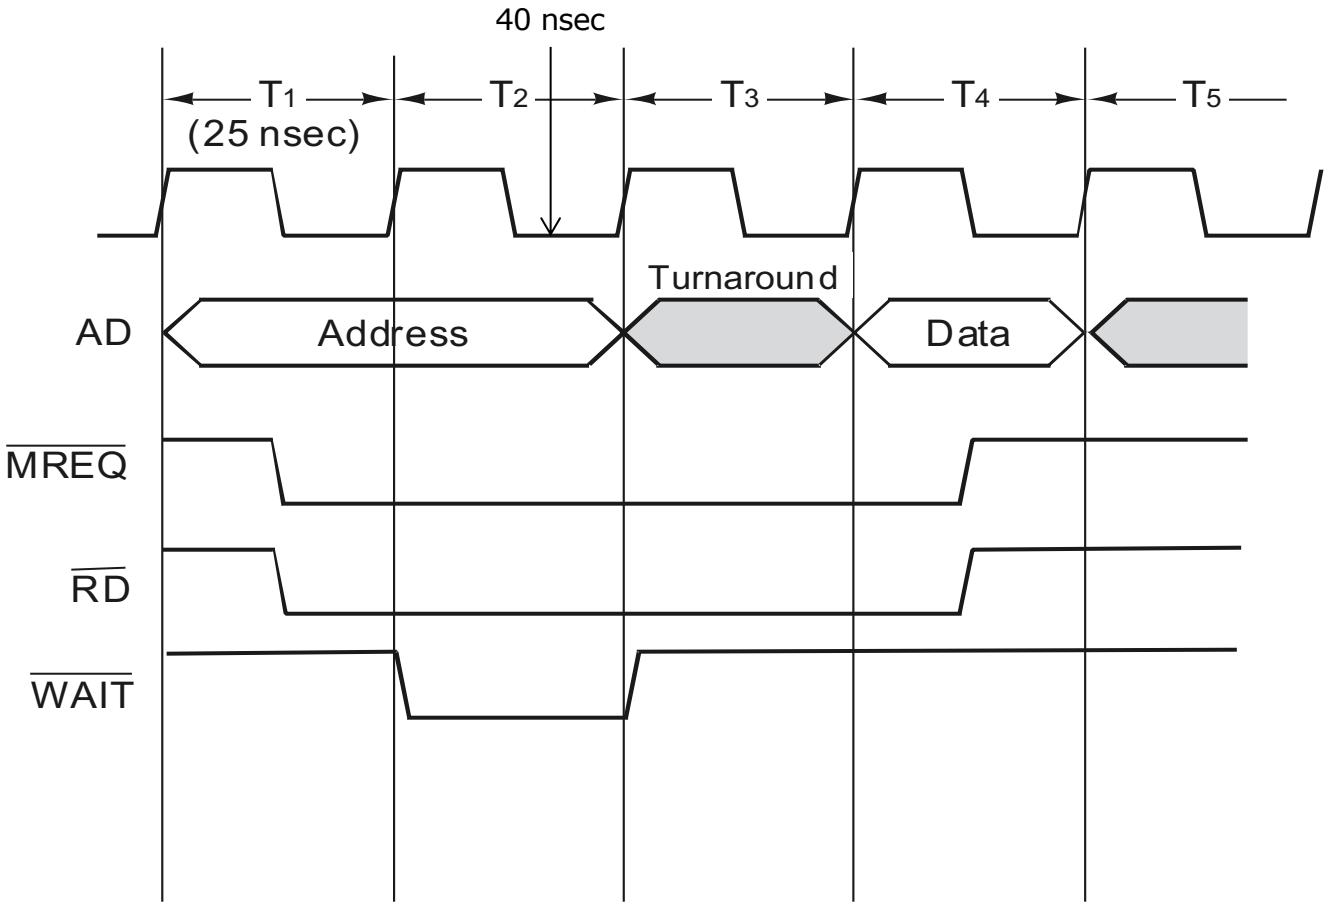 40 nsec
T1 T2 T3 T4 T5
(25 nsec)
Turnaround
AD Address Data
MREQ
RD
WAIT